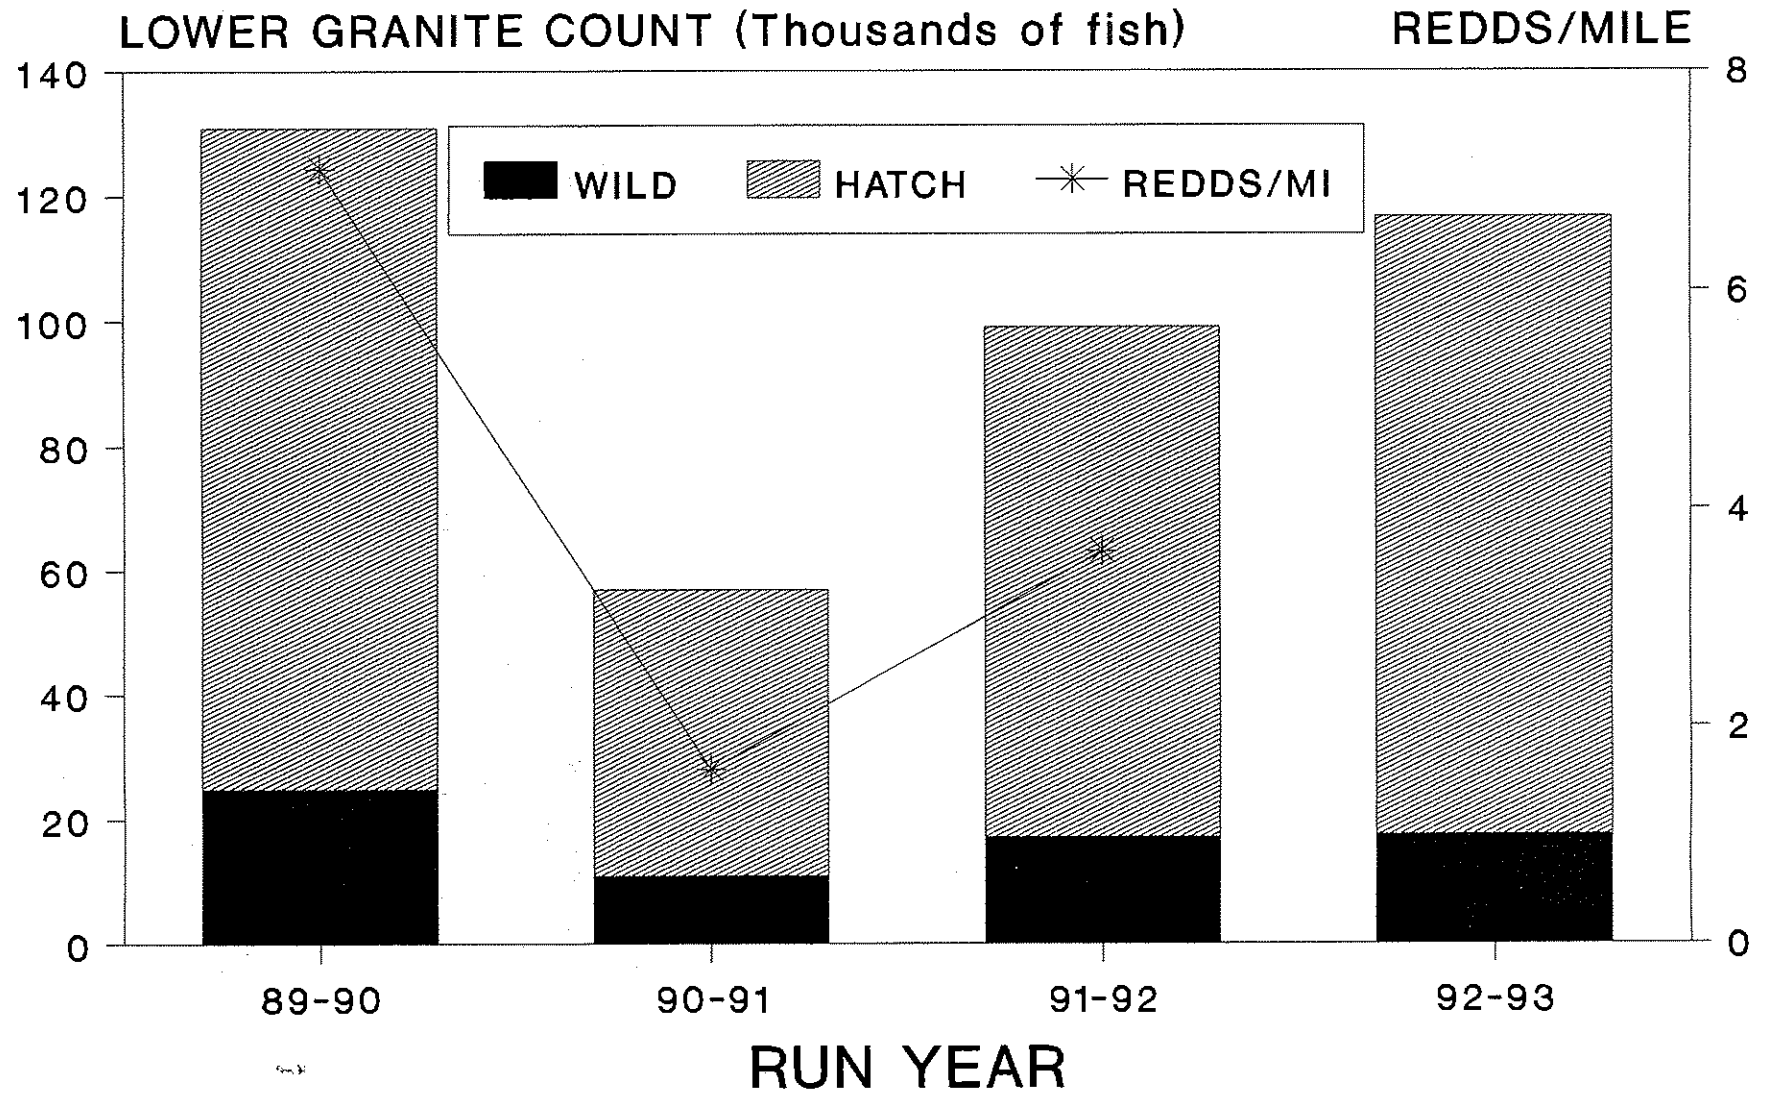 LOWER GRANITE COUNT (Thousands of fish) REDDS/MILE
140 8
WILD HATCH REDDS/MI
120
6
100
80
4
60
40
2
20
0 0
89-90 90-91 91-92 92-93
RUN YEAR